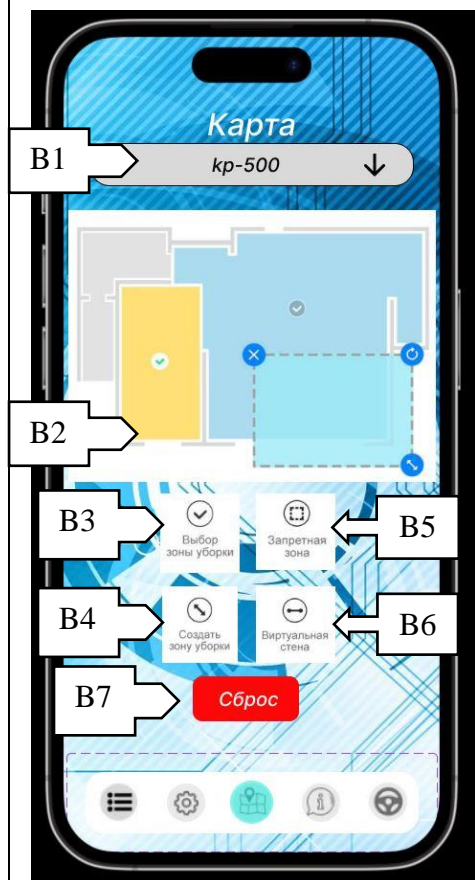 Карта
B1
kp-500
B2
B3
Выбор
зоны уборки
Запретная
зона
B5
B4
Создать
зону уборки
Виртуальная
стена
B6
B7
Сброс